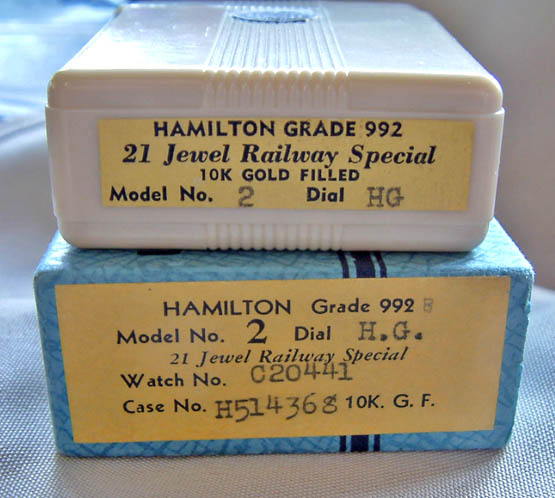 HAMILTON GRADE 992
21 Jewel Railway Special
10K GOLD FILLED
Model No. 2 Dial HG
HAMILTON Grade 992 B
Model No. 2 Dial H.G.
21 Jewel Railway Special
Watch No. C20441
Case No. H514368 10K. G. F.